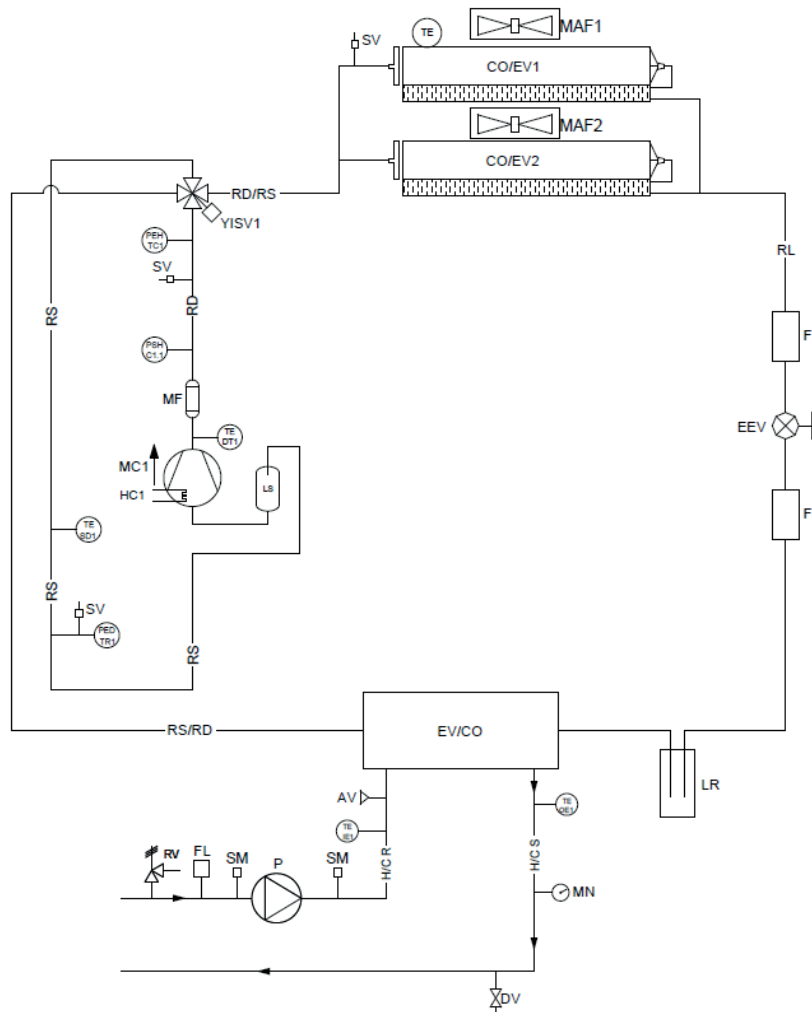 SV
TE
MAF1
CO/EV1
MAF2
CO/EV2
RD/RS
YISV1
PEH
TC1
SV
RD
RS
RL
PSH
C1.1
F
MF
EEV
TE
DT1
MC1
HC1
LS
F
TE
SD1
RS
SV
PED
TR1
RS
RS/RD
EV/CO
LR
AV
TE
IE1
TE
OE1
H/C R
H/C S
RV
FL
SM
P
SM
MN
DV